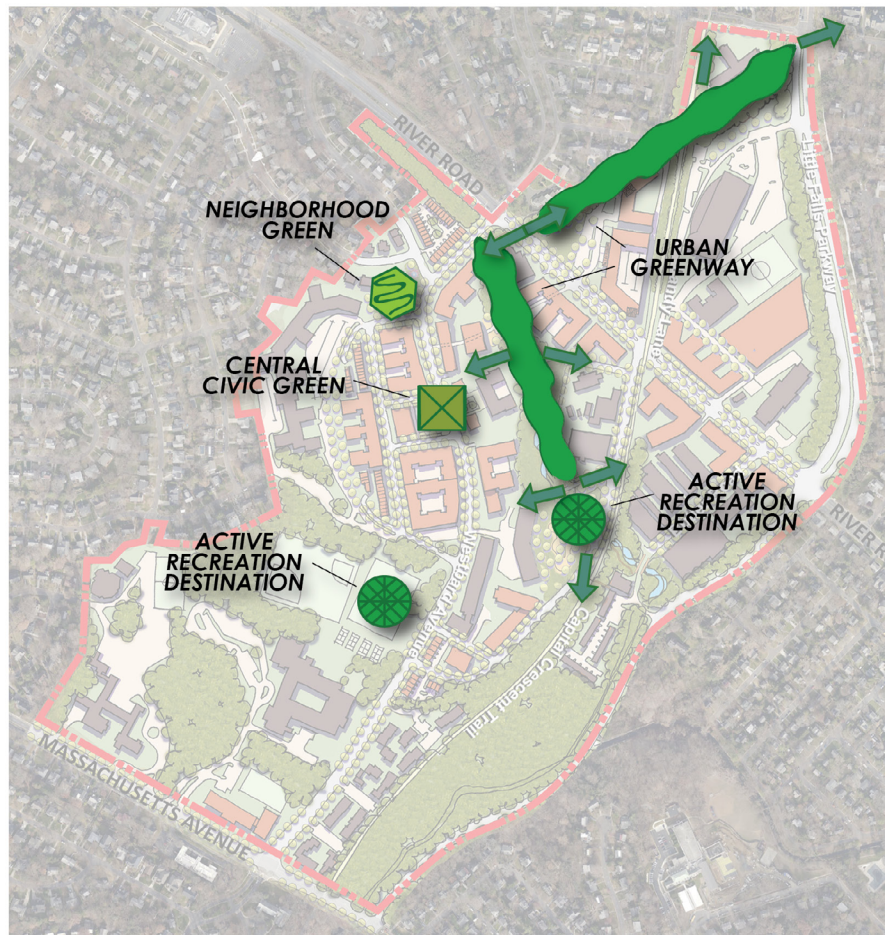 RIVER ROAD
Little Falls Parkway
NEIGHBORHOOD
GREEN
URBAN
GREENWAY
CENTRAL
CIVIC GREEN
ACTIVE
RECREATION
DESTINATION
ACTIVE
RECREATION
DESTINATION
Westbard Avenue
Capital Crescent Trail
MASSACHUSETTS AVENUE